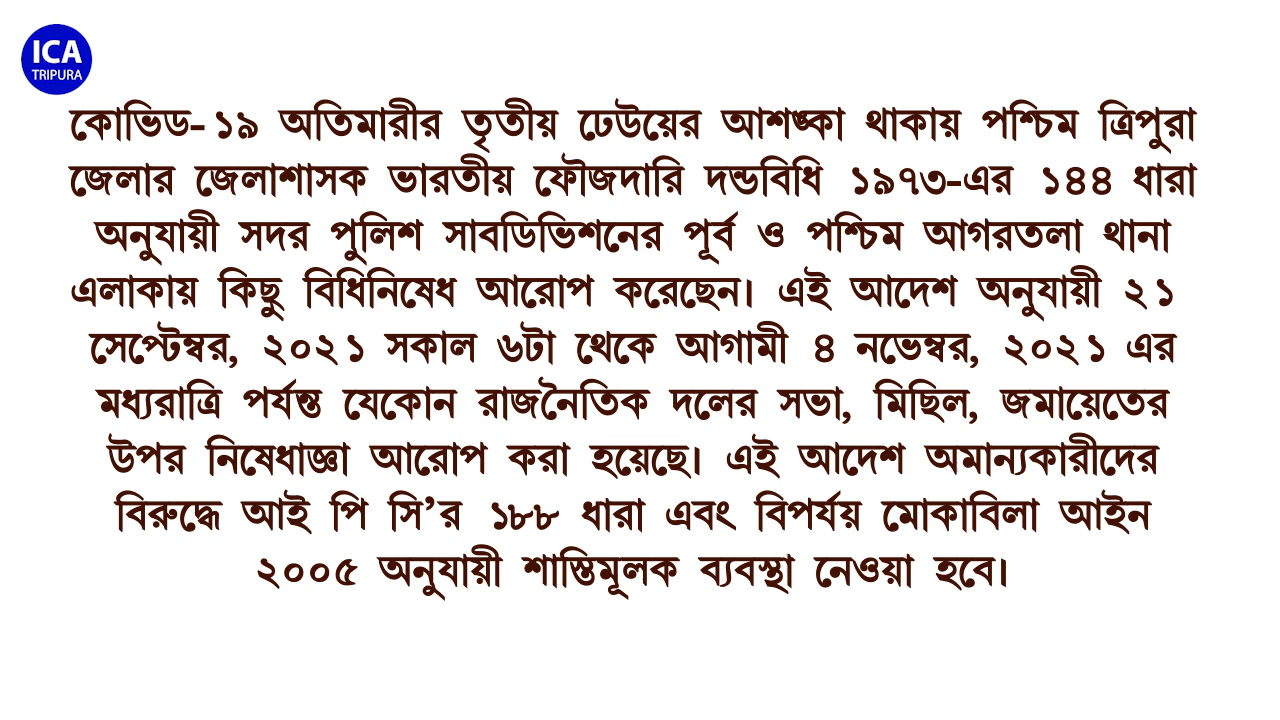 ICA
TRIPURA
কোভিড-১৯ অতিমারীর তৃতীয় ঢেউয়ের আশঙ্কা থাকায় পশ্চিম ত্রিপুরা
জেলার জেলাশাসক ভারতীয় ফৌজদারি দন্ডবিধি ১৯৭৩-এর ১৪৪ ধারা
অনুযায়ী সদর পুলিশ সাবডিভিশনের পূর্ব ও পশ্চিম আগরতলা থানা
এলাকায় কিছু বিধিনিষেধ আরোপ করেছেন। এই আদেশ অনুযায়ী ২১
সেপ্টেম্বর, ২০২১ সকাল ৬টা থেকে আগামী ৪ নভেম্বর, ২০২১ এর
মধ্যরাত্রি পর্যন্ত যেকোন রাজনৈতিক দলের সভা, মিছিল, জমায়েতের
উপর নিষেধাজ্ঞা আরোপ করা হয়েছে। এই আদেশ অমান্যকারীদের
বিরুদ্ধে আই পি সি’র ১৮৮ ধারা এবং বিপর্যয় মোকাবিলা আইন
২০০৫ অনুযায়ী শাস্তিমূলক ব্যবস্থা নেওয়া হবে।